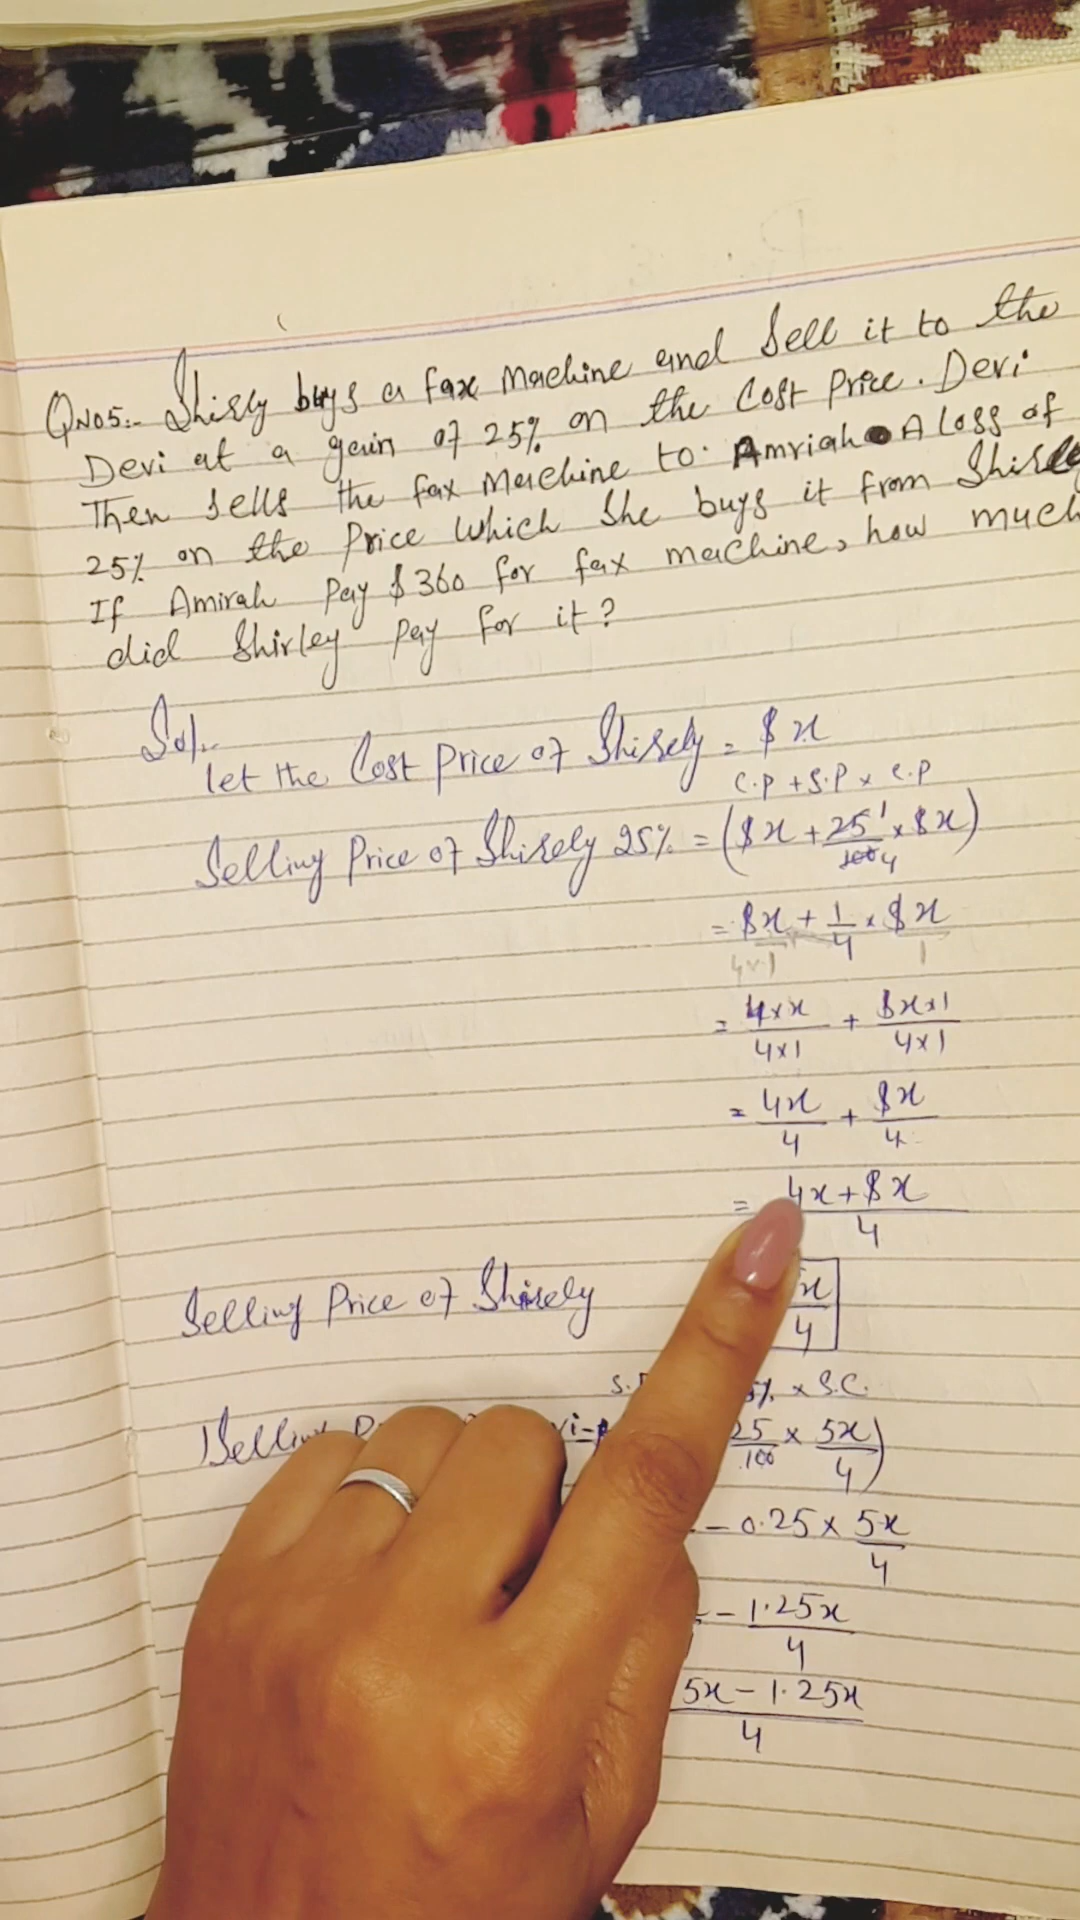 QNO5:- Shirly buys a fax Machine and Sell it to the
Devi at a gain of 25% on the Cost Price. Devi
Then sells the fax Machine to. Amriah A Loss of
25% on the Price which She buys it from
If Amirah Pay $360 for fax machine, how much
did Shirley pay for it?
Sol:-
let the Cost Price of Shirely = $x
C.P + S.P x C.P
Selling Price of Shirely 25% = ($x + 25/100 1/4 x $x)
= $x + 1/4 x $x
4x1 1
= 4xx/4x1 + $xx1/4x1
= 4x/4 + $x/4
= 4x+$x/4
Selling Price of Shirely x/4
% x S.C.
25/100 x 5x/4)
- 0.25 x 5x/4
- 1.25x/4
5x - 1.25x/4